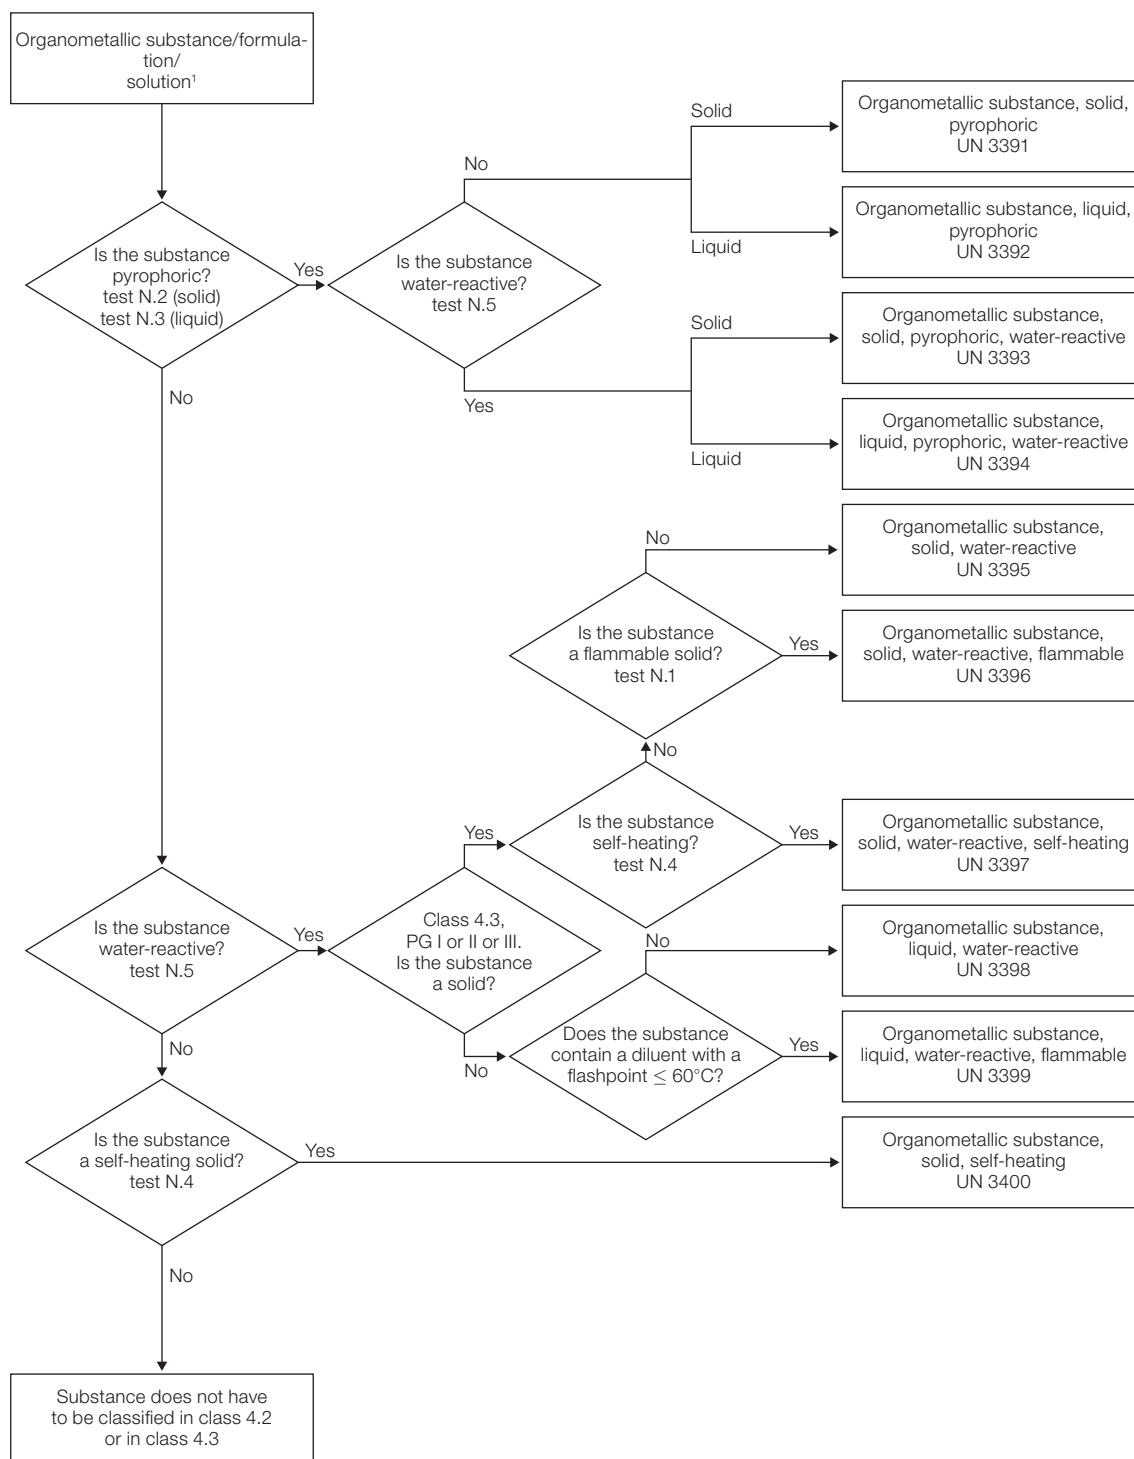 Organometallic substance/formula-
tion/
solution¹
Solid
Organometallic substance, solid,
pyrophoric
UN 3391
No
Organometallic substance, liquid,
pyrophoric
UN 3392
Liquid
Is the substance
pyrophoric?
test N.2 (solid)
test N.3 (liquid)
Yes
Is the substance
water-reactive?
test N.5
Solid
Organometallic substance,
solid, pyrophoric, water-reactive
UN 3393
No
Yes
Organometallic substance,
liquid, pyrophoric, water-reactive
UN 3394
Liquid
No
Organometallic substance,
solid, water-reactive
UN 3395
Is the substance
a flammable solid?
test N.1
Yes
Organometallic substance,
solid, water-reactive, flammable
UN 3396
No
Yes
Is the substance
self-heating?
test N.4
Yes
Organometallic substance,
solid, water-reactive, self-heating
UN 3397
Is the substance
water-reactive?
test N.5
Yes
Class 4.3,
PG I or II or III.
Is the substance
a solid?
No
Organometallic substance,
liquid, water-reactive
UN 3398
No
No
Does the substance
contain a diluent with a
flashpoint ≤ 60°C?
Yes
Organometallic substance,
liquid, water-reactive, flammable
UN 3399
Is the substance
a self-heating solid?
test N.4
Yes
Organometallic substance,
solid, self-heating
UN 3400
No
Substance does not have
to be classified in class 4.2
or in class 4.3